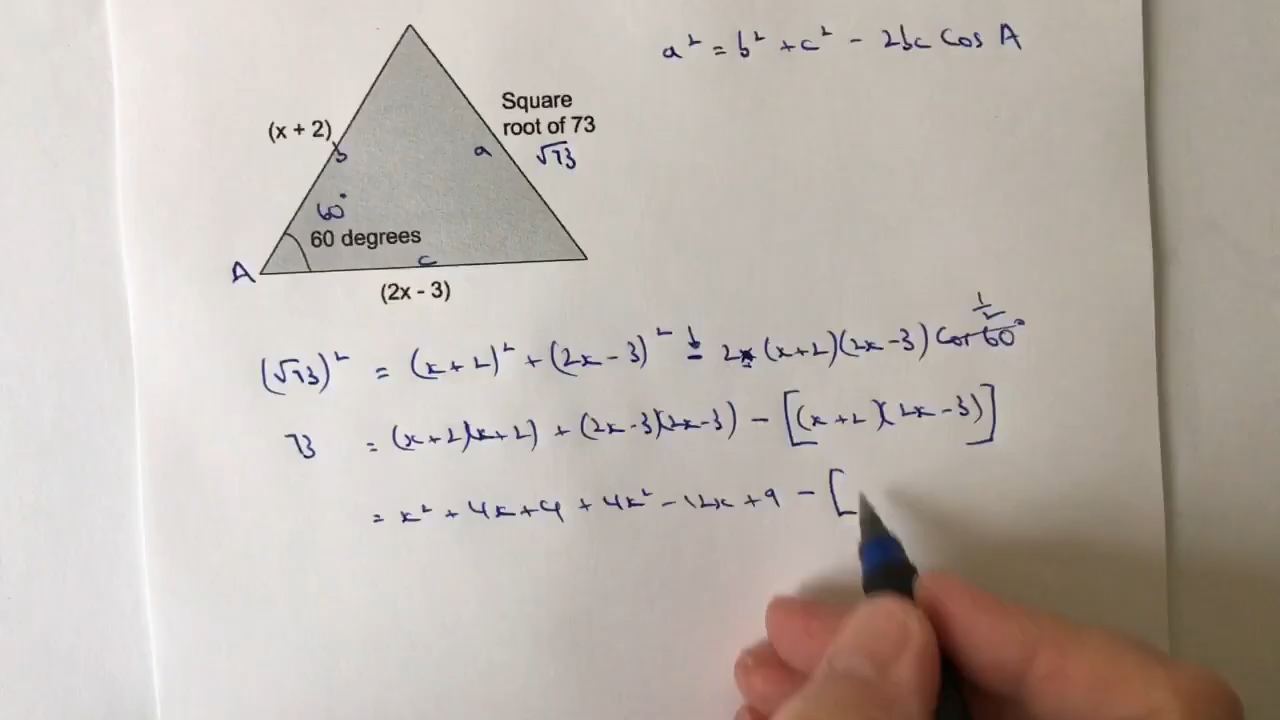 a² = b² + c² - 2bc Cos A
(x + 2)
b
Square
root of 73
a
√73
60°
60 degrees
A
c
(2x - 3)
(√73)² = (x+2)² + (2x-3)² - 2×(x+2)(2x-3) Cos 60° 1/2
73 = (x+2)(x+2) + (2x-3)(2x-3) - [(x+2)(2x-3)]
= x² + 4x + 4 + 4x² - 12x + 9 - [